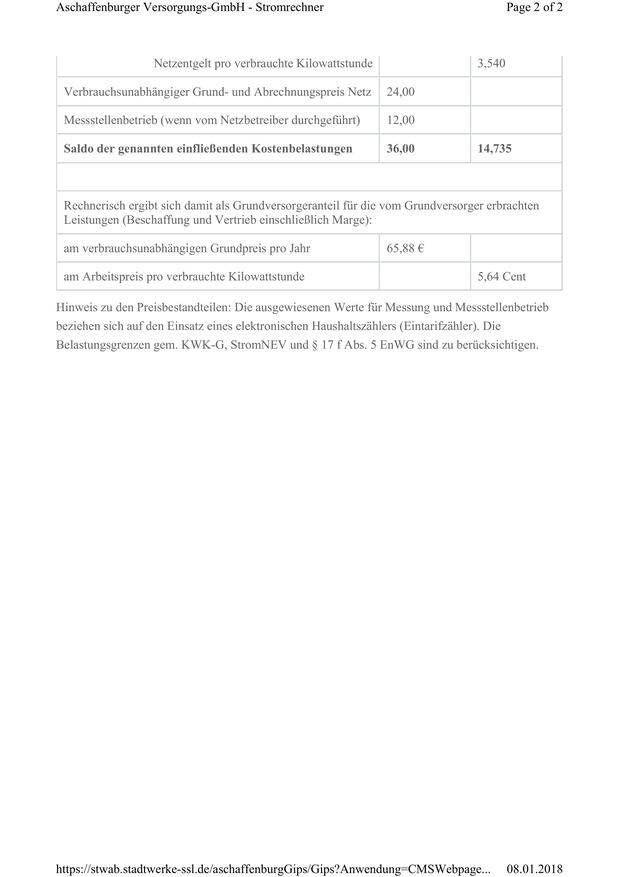 Aschaffenburger Versorgungs-GmbH - Stromrechner Page 2 of 2
Netzentgelt pro verbrauchte Kilowattstunde 3,540
Verbrauchsunabhängiger Grund- und Abrechnungspreis Netz 24,00
Messstellenbetrieb (wenn vom Netzbetreiber durchgeführt) 12,00
Saldo der genannten einfließenden Kostenbelastungen 36,00 14,735
Rechnerisch ergibt sich damit als Grundversorgeranteil für die vom Grundversorger erbrachten
Leistungen (Beschaffung und Vertrieb einschließlich Marge):
am verbrauchsunabhängigen Grundpreis pro Jahr 65,88 €
am Arbeitspreis pro verbrauchte Kilowattstunde 5,64 Cent
Hinweis zu den Preisbestandteilen: Die ausgewiesenen Werte für Messung und Messstellenbetrieb
beziehen sich auf den Einsatz eines elektronischen Haushaltszählers (Eintarifzähler). Die
Belastungsgrenzen gem. KWK-G, StromNEV und § 17 f Abs. 5 EnWG sind zu berücksichtigen.
https://stwab.stadtwerke-ssl.de/aschaffenburgGips/Gips?Anwendung=CMSWebpage... 08.01.2018